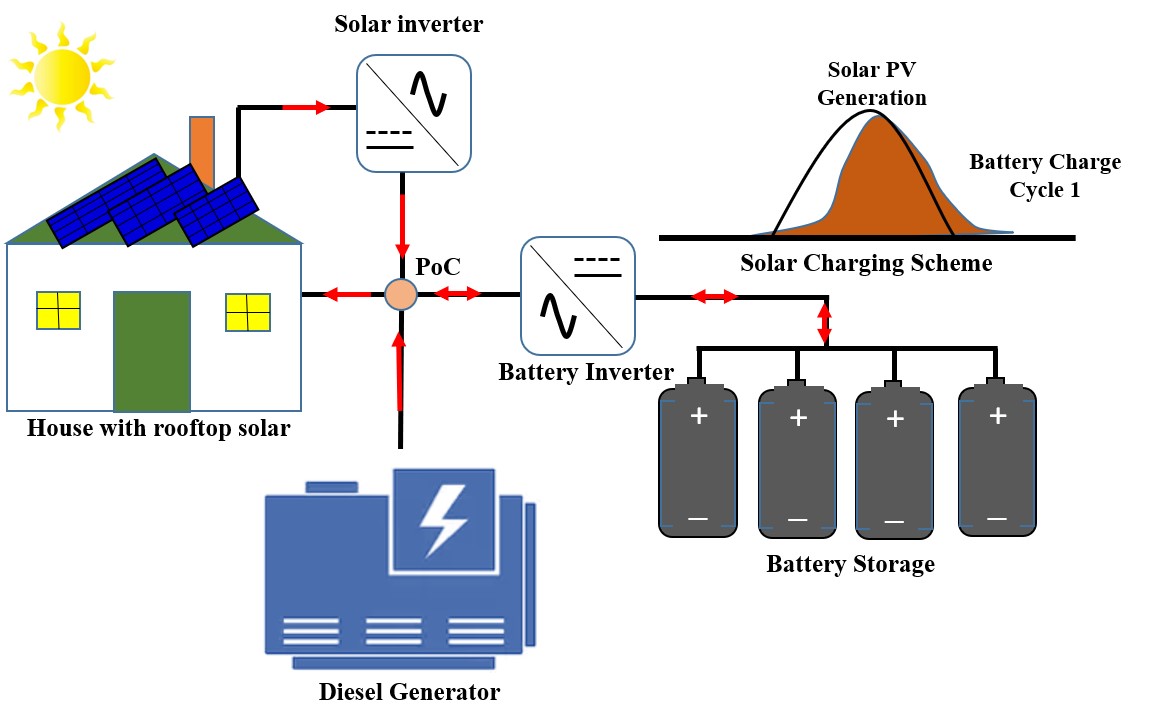 Solar inverter
Solar PV
Generation
Battery Charge
Cycle 1
Solar Charging Scheme
PoC
Battery Inverter
House with rooftop solar
+ + + +
– – – –
Battery Storage
Diesel Generator